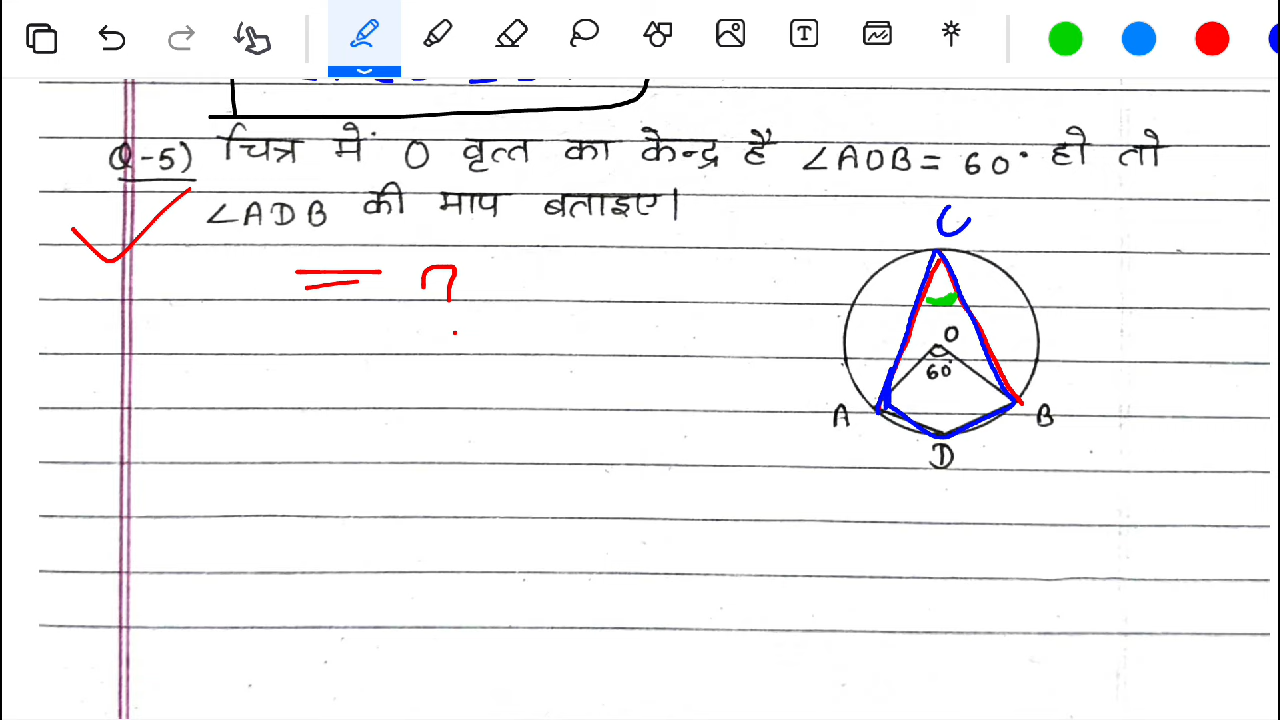 Q-5) चित्र में O वृत्त का केन्द्र है ∠AOB = 60° हो तो
∠ADB की माप बताइए।
= ?
C
O
60°
A
B
D